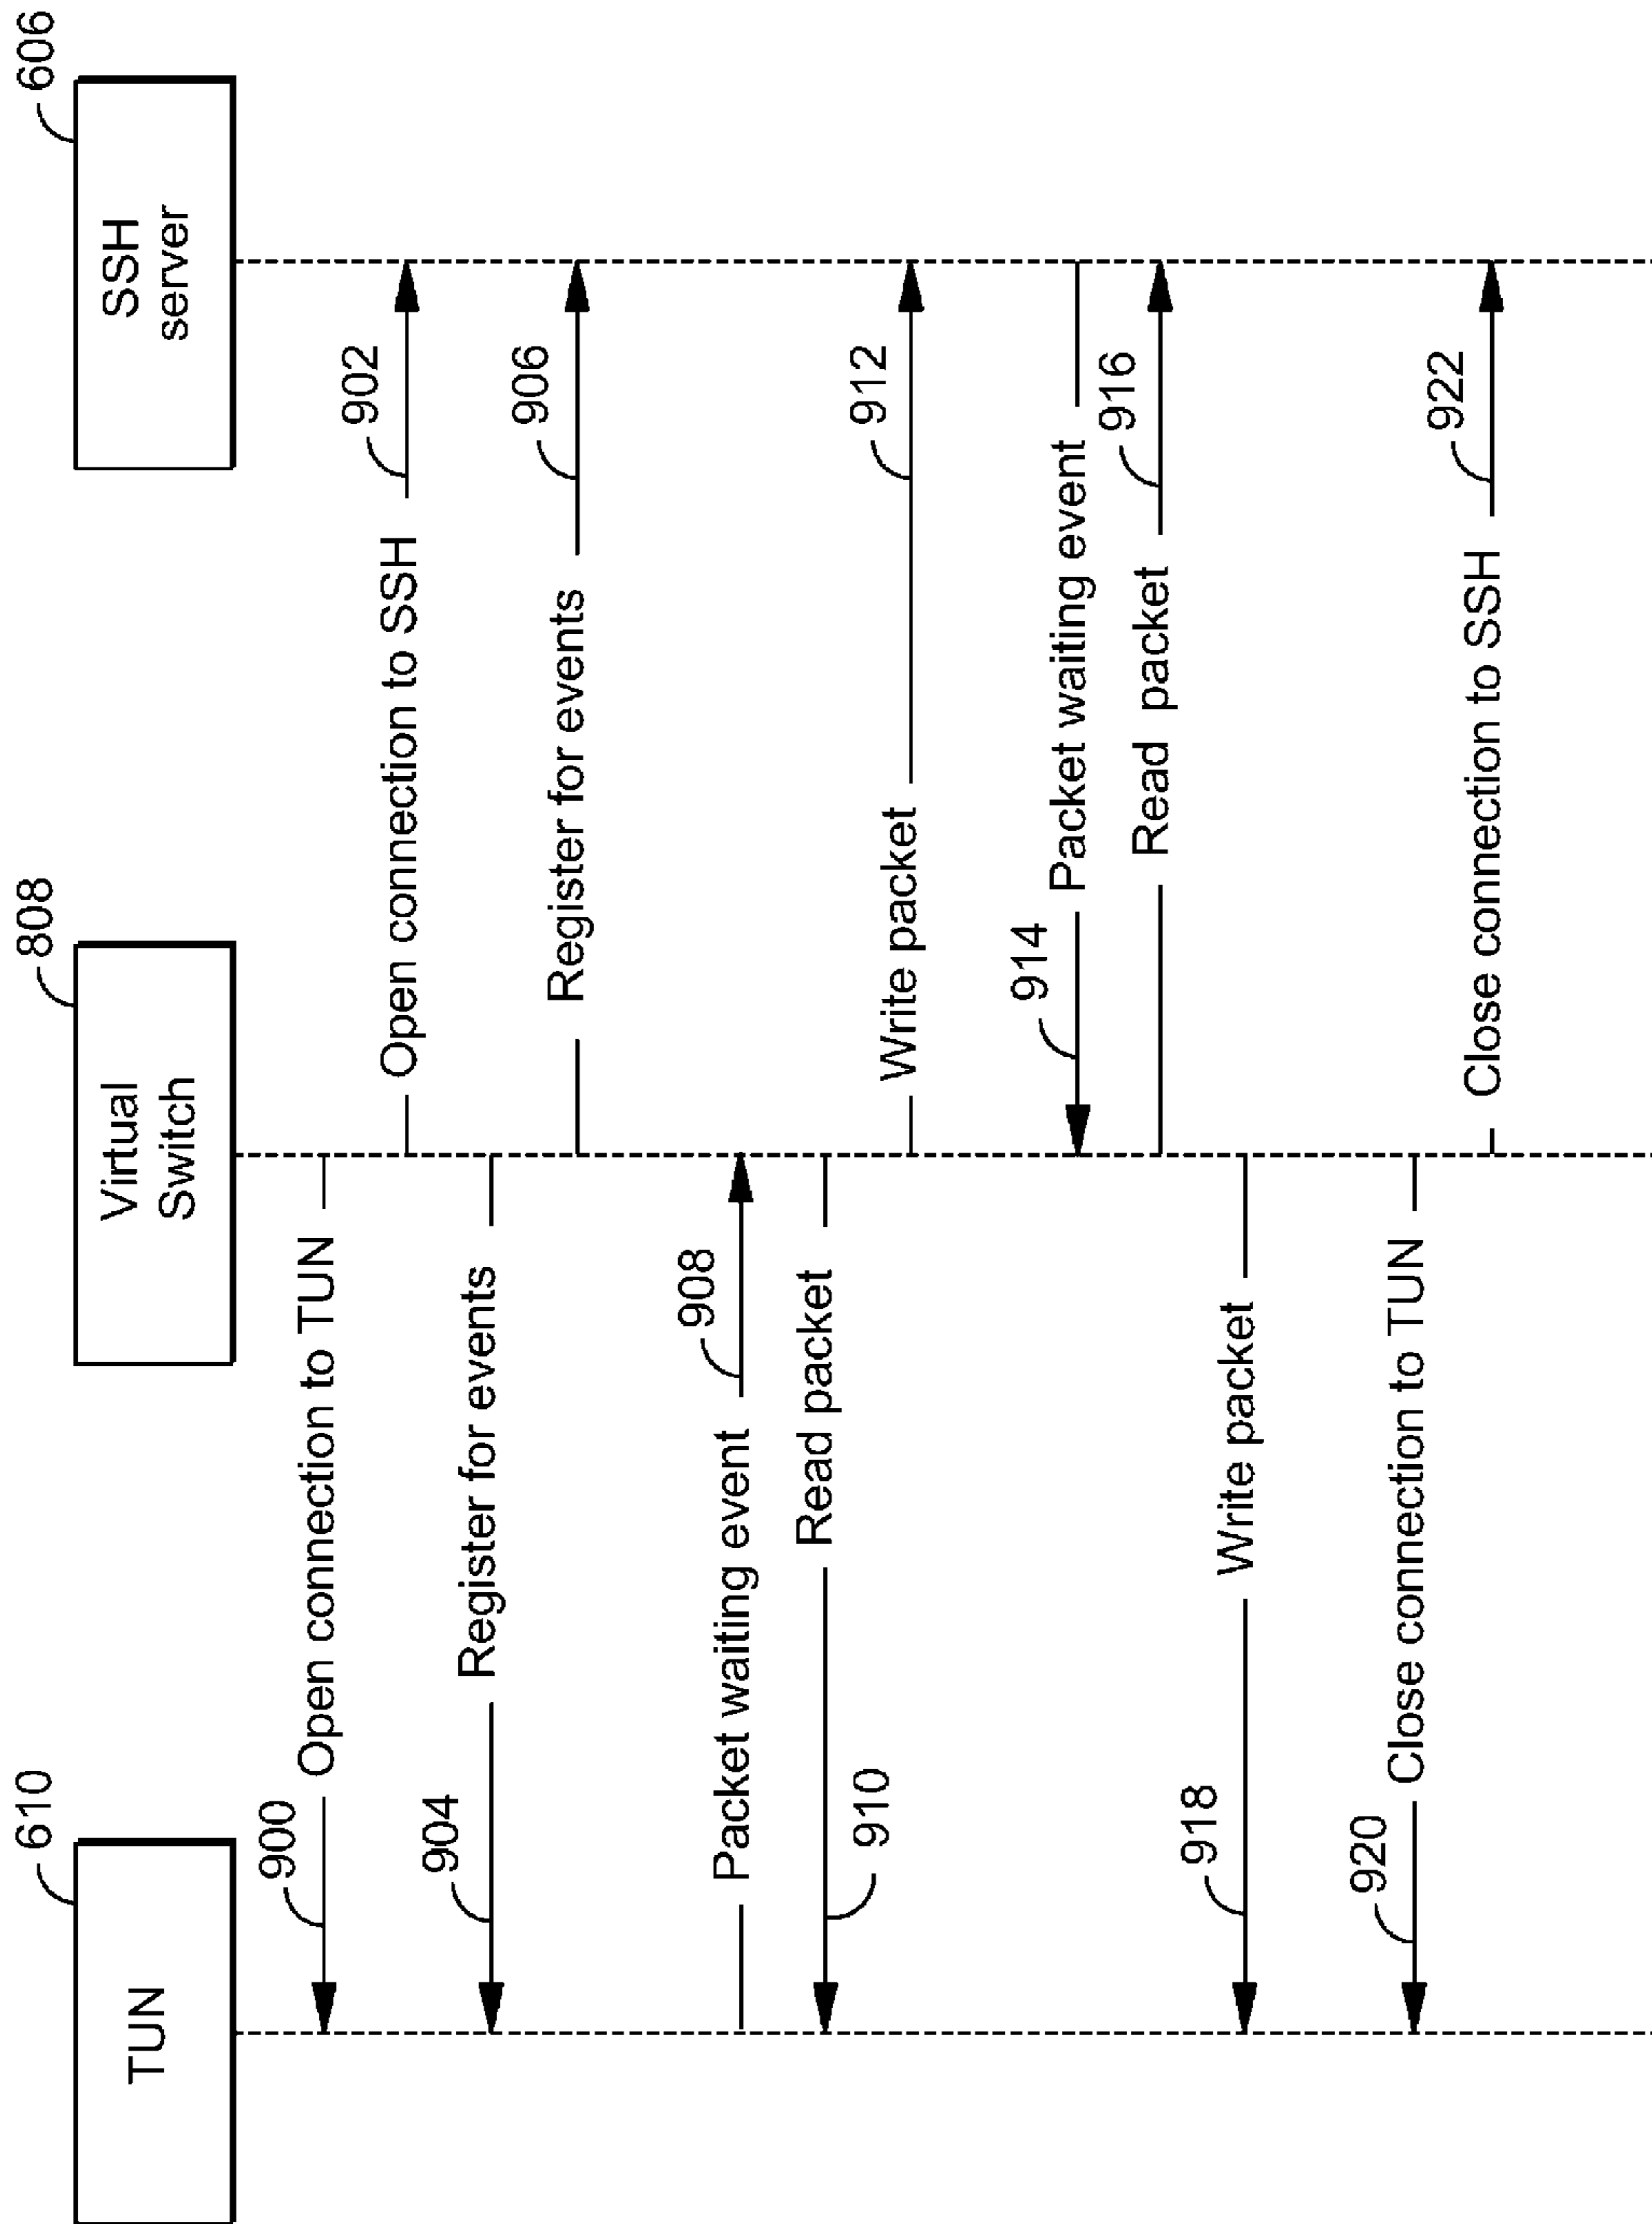 610
TUN
808
Virtual
Switch
606
SSH
server
900
Open connection to TUN
Open connection to SSH
902
904
Register for events
Register for events
906
Packet waiting event
908
Read packet
910
Write packet
912
914
Packet waiting event
Read packet
916
918
Write packet
920
Close connection to TUN
Close connection to SSH
922